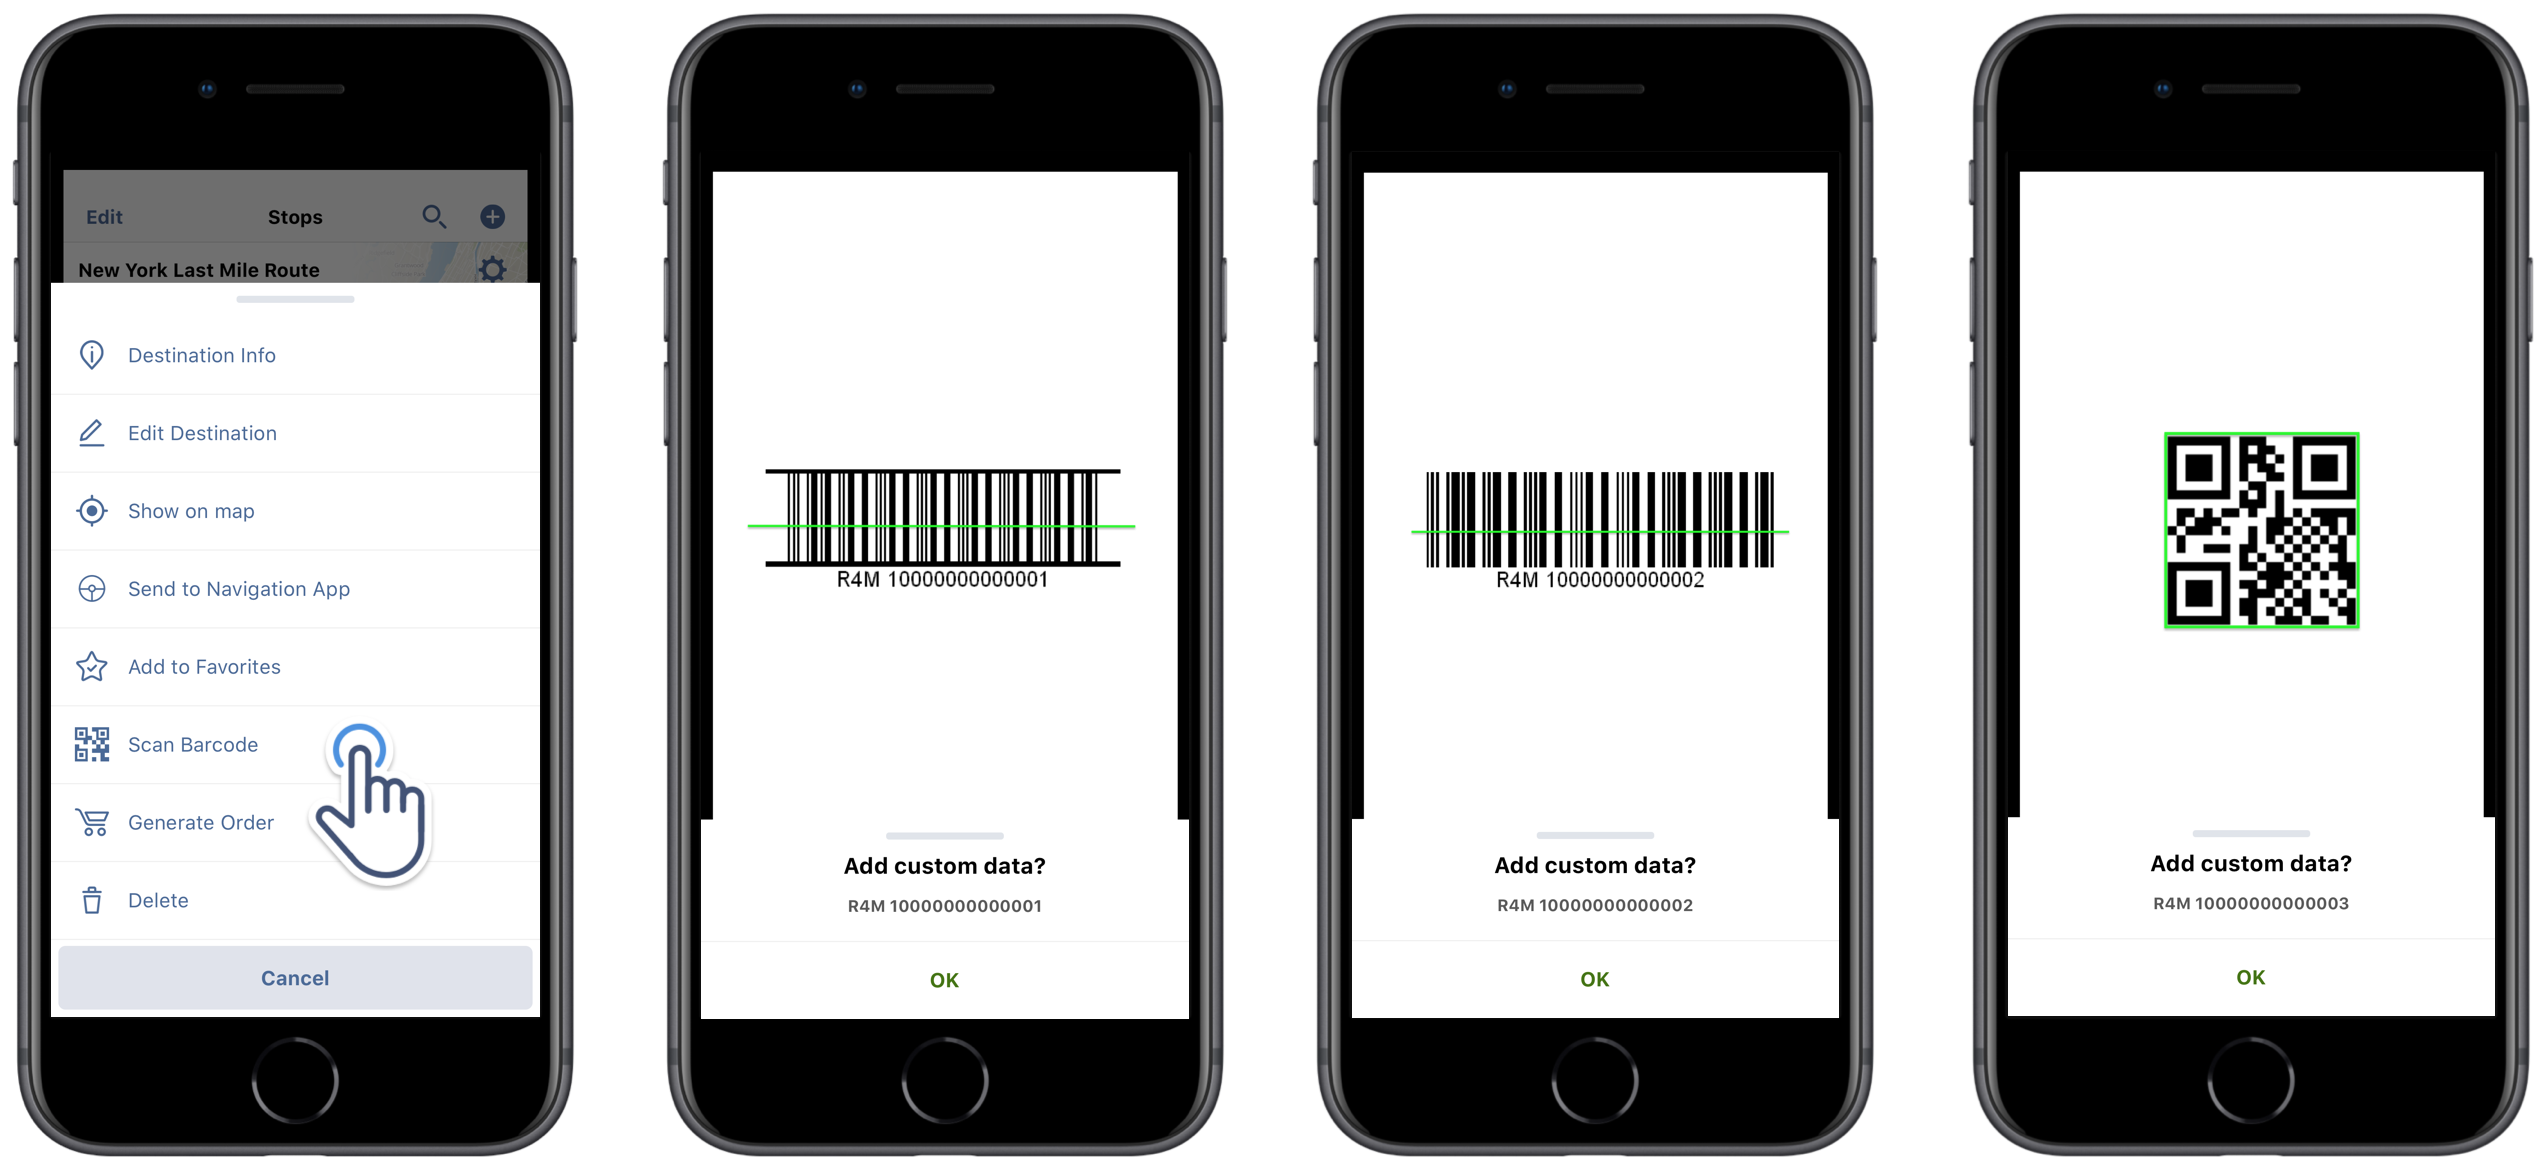 Edit
Stops
New York Last Mile Route
Destination Info
Edit Destination
Show on map
Send to Navigation App
Add to Favorites
Scan Barcode
Generate Order
Delete
Cancel
R4M 10000000000001
Add custom data?
R4M 10000000000001
OK
R4M 10000000000002
Add custom data?
R4M 10000000000002
OK
Add custom data?
R4M 10000000000003
OK